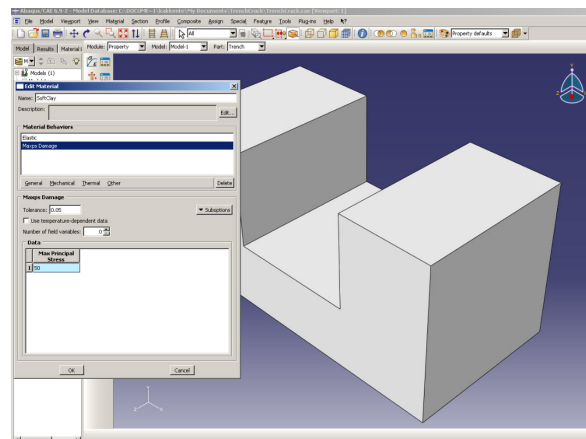 Abaqus/CAE 6.9-2 - Model Database: C:\DOCUME~1\bakkents\My Documents\TrenchCrack\TrenchCrack.cae [Viewport: 1]
File Model Viewport View Material Section Profile Composite Assign Special Feature Tools Plug-ins Help
All Property defaults
Model Results Material Module: Property Model: Model-1 Part: Trench
Models (1)
Edit Material
Name: SoftClay
Description: Edit...
Material Behaviors
Elastic
Maxps Damage
General Mechanical Thermal Other Delete
Maxps Damage
Tolerance: 0.05 Suboptions
Use temperature-dependent data
Number of field variables: 0
Data
Max Principal
Stress
1 50
OK Cancel